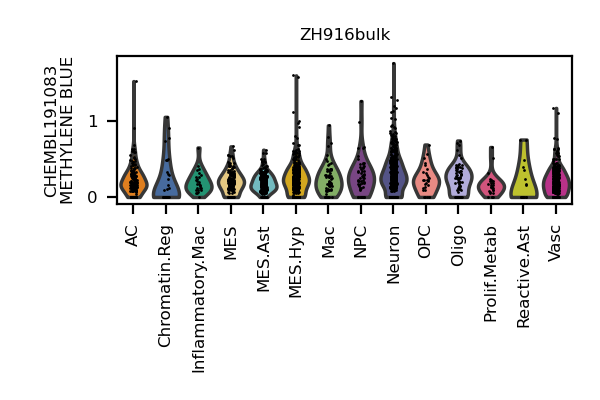 ZH916bulk
CHEMBL191083
METHYLENE BLUE
1
0
AC
Chromatin.Reg
Inflammatory.Mac
MES
MES.Ast
MES.Hyp
Mac
NPC
Neuron
OPC
Oligo
Prolif.Metab
Reactive.Ast
Vasc